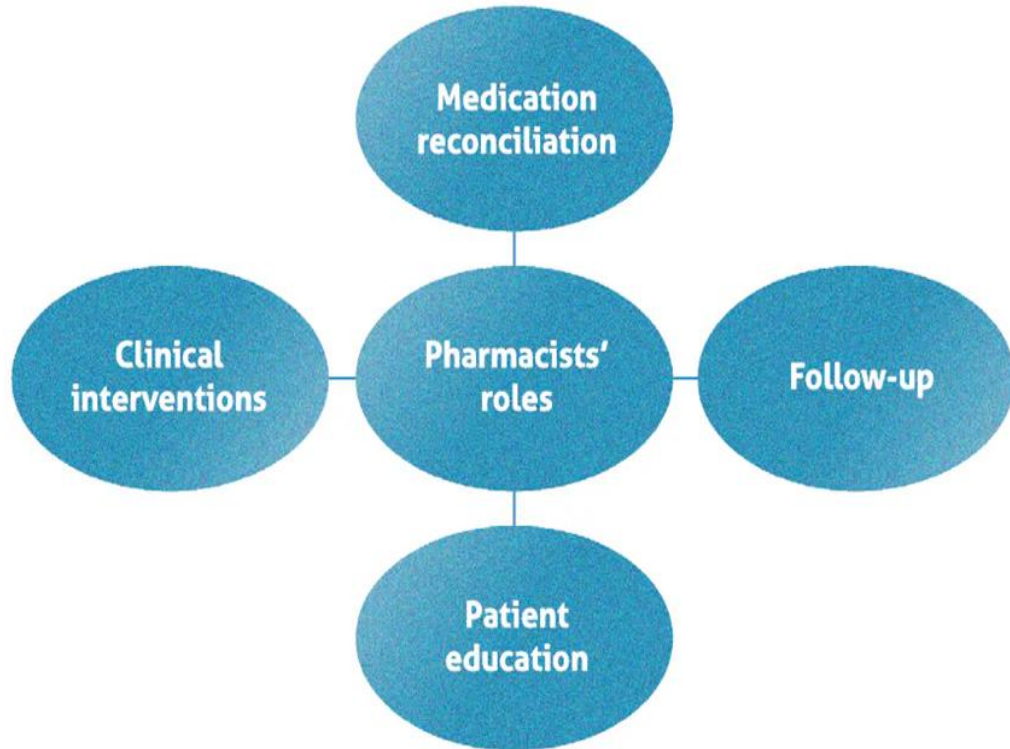 Medication
reconciliation
Clinical
interventions
Pharmacists’
roles
Follow-up
Patient
education